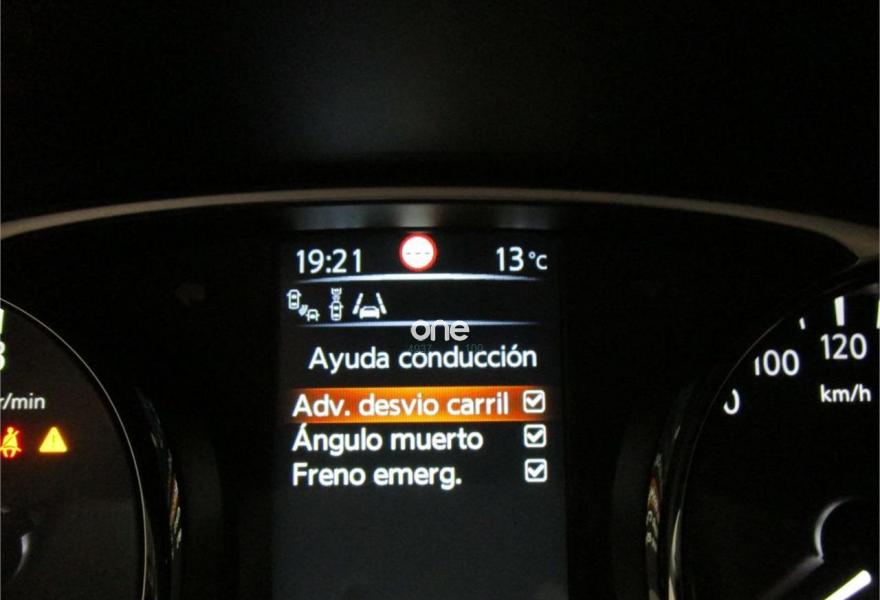 19:21 13 °C
one
Ayuda conducción
Adv. desvio carril
Ángulo muerto
Freno emerg.
r/min
100
120
km/h